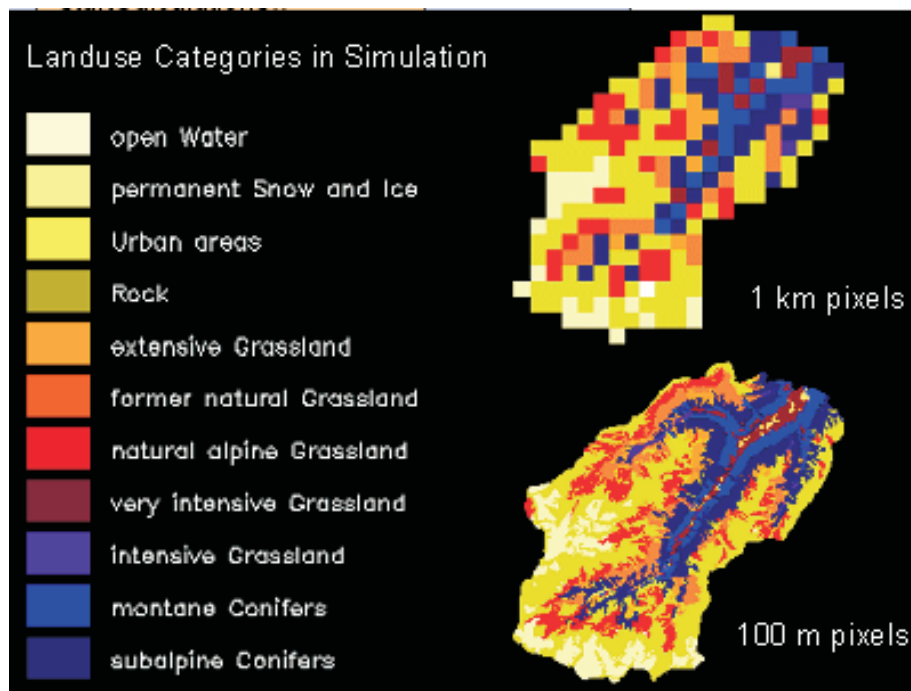 Landuse Categories in Simulation
open Water
permanent Snow and Ice
Urban areas
Rock
extensive Grassland
former natural Grassland
natural alpine Grassland
very intensive Grassland
intensive Grassland
montane Conifers
subalpine Conifers
1 km pixels
100 m pixels